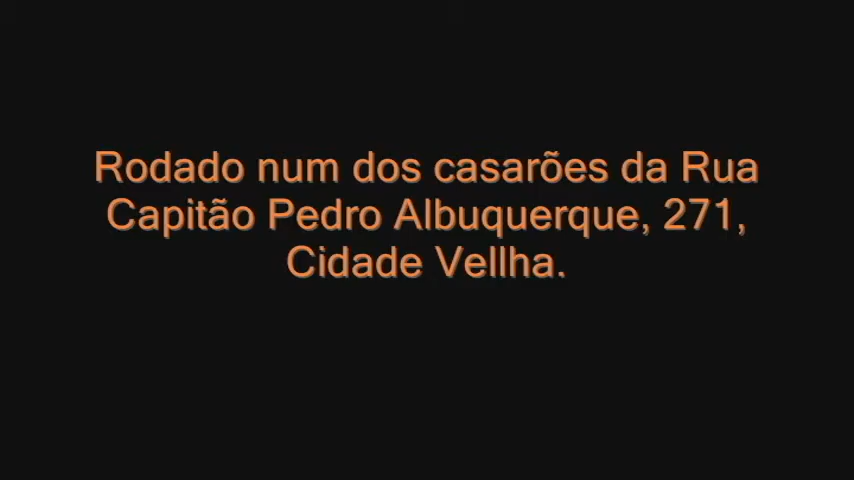 Rodado num dos casarões da Rua
Capitão Pedro Albuquerque, 271,
Cidade Vellha.